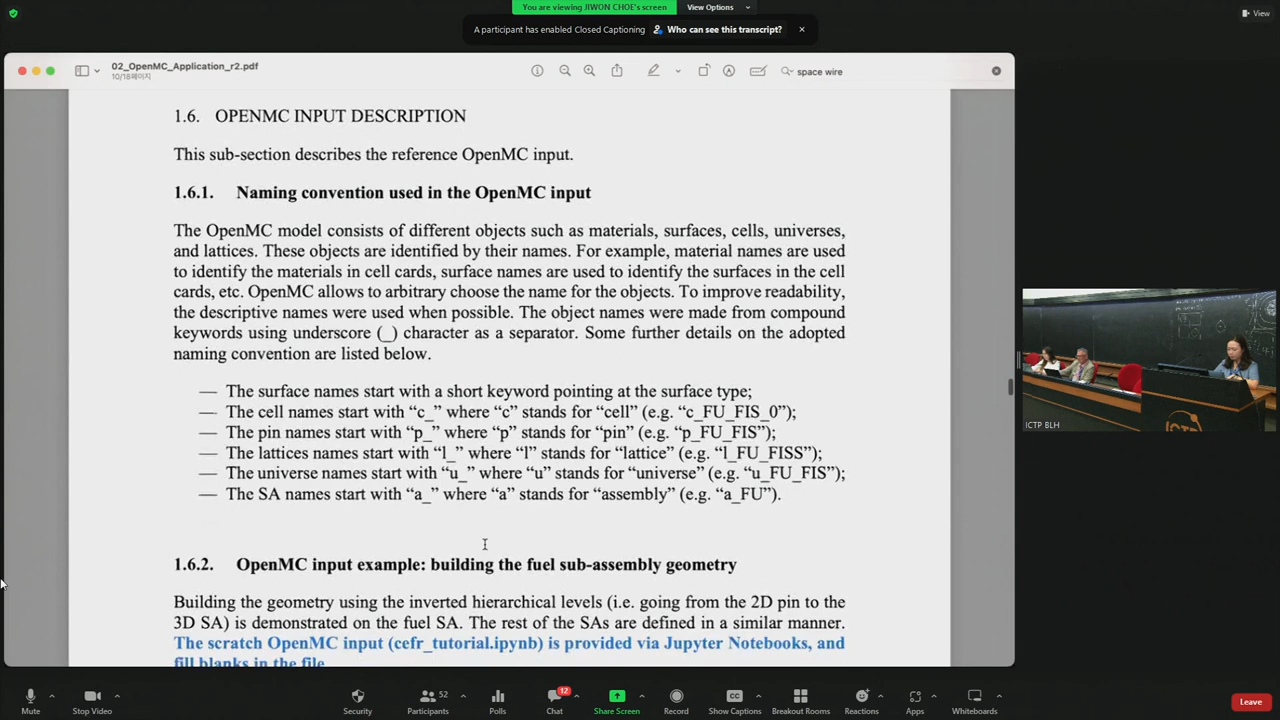 You are viewing JIWON CHOE's screen
View Options
View
A participant has enabled Closed Captioning
Who can see this transcript?
02_OpenMC_Application_r2.pdf
10/18페이지
space wire
1.6. OPENMC INPUT DESCRIPTION
This sub-section describes the reference OpenMC input.
1.6.1. Naming convention used in the OpenMC input
The OpenMC model consists of different objects such as materials, surfaces, cells, universes,
and lattices. These objects are identified by their names. For example, material names are used
to identify the materials in cell cards, surface names are used to identify the surfaces in the cell
cards, etc. OpenMC allows to arbitrary choose the name for the objects. To improve readability,
the descriptive names were used when possible. The object names were made from compound
keywords using underscore (_) character as a separator. Some further details on the adopted
naming convention are listed below.
— The surface names start with a short keyword pointing at the surface type;
— The cell names start with “c_” where “c” stands for “cell” (e.g. “c_FU_FIS_0”);
— The pin names start with “p_” where “p” stands for “pin” (e.g. “p_FU_FIS”);
— The lattices names start with “l_” where “l” stands for “lattice” (e.g. “l_FU_FISS”);
— The universe names start with “u_” where “u” stands for “universe” (e.g. “u_FU_FIS”);
— The SA names start with “a_” where “a” stands for “assembly” (e.g. “a_FU”).
1.6.2. OpenMC input example: building the fuel sub-assembly geometry
Building the geometry using the inverted hierarchical levels (i.e. going from the 2D pin to the
3D SA) is demonstrated on the fuel SA. The rest of the SAs are defined in a similar manner.
The scratch OpenMC input (cefr_tutorial.ipynb) is provided via Jupyter Notebooks, and
fill blanks in the file
ICTP BLH
Mute
Stop Video
Security
Participants
52
Polls
Chat
12
Share Screen
Record
Show Captions
Breakout Rooms
Reactions
Apps
Whiteboards
Leave